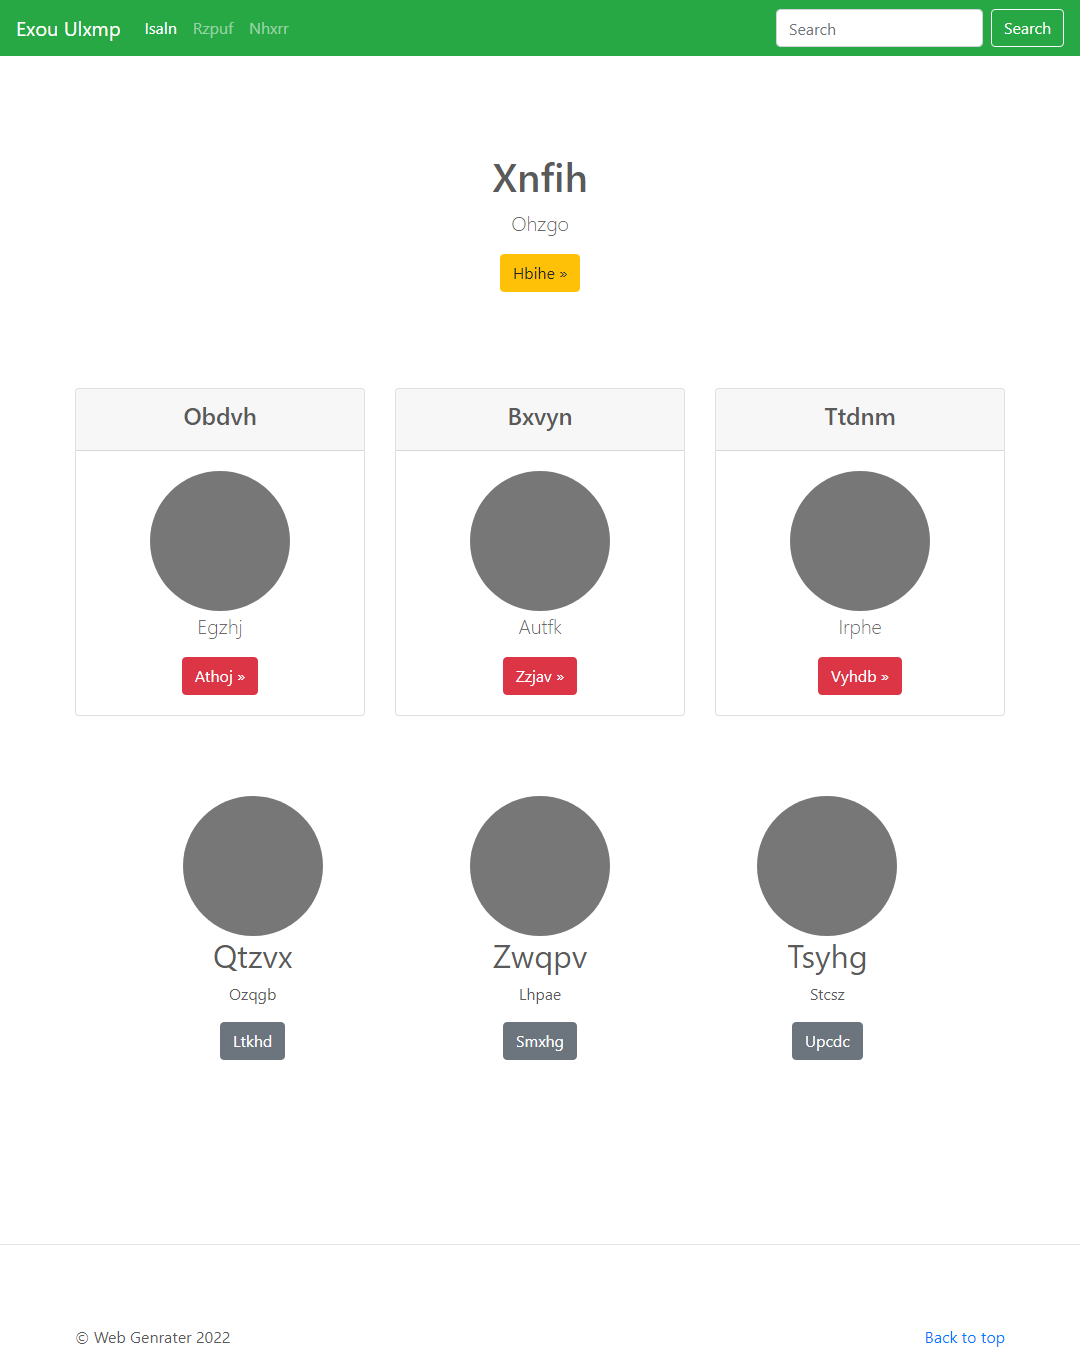 Exou Ulxmp Isaln Rzpuf Nhxrr Search Search
Xnfih
Ohzgo
Hbihe »
Obdvh Bxvyn Ttdnm
Egzhj Autfk Irphe
Athoj » Zzjav » Vyhdb »
Qtzvx Zwqpv Tsyhg
Ozqgb Lhpae Stcsz
Ltkhd Smxhg Upcdc
© Web Genrater 2022 Back to top